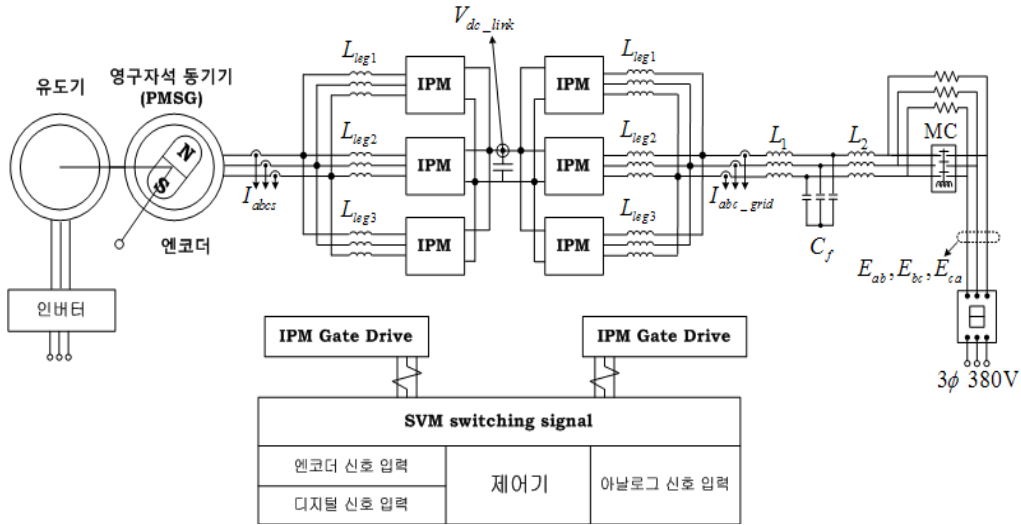 유도기
영구자석 동기기
(PMSG)
N
S
엔코더
인버터
I_abcs
L_leg1
L_leg2
L_leg3
IPM
IPM
IPM
V_dc_link
IPM
IPM
IPM
L_leg1
L_leg2
L_leg3
I_abc_grid
L_1
L_2
C_f
MC
E_ab, E_bc, E_ca
3ϕ 380V
IPM Gate Drive
IPM Gate Drive
SVM switching signal
엔코더 신호 입력
디지털 신호 입력
제어기
아날로그 신호 입력